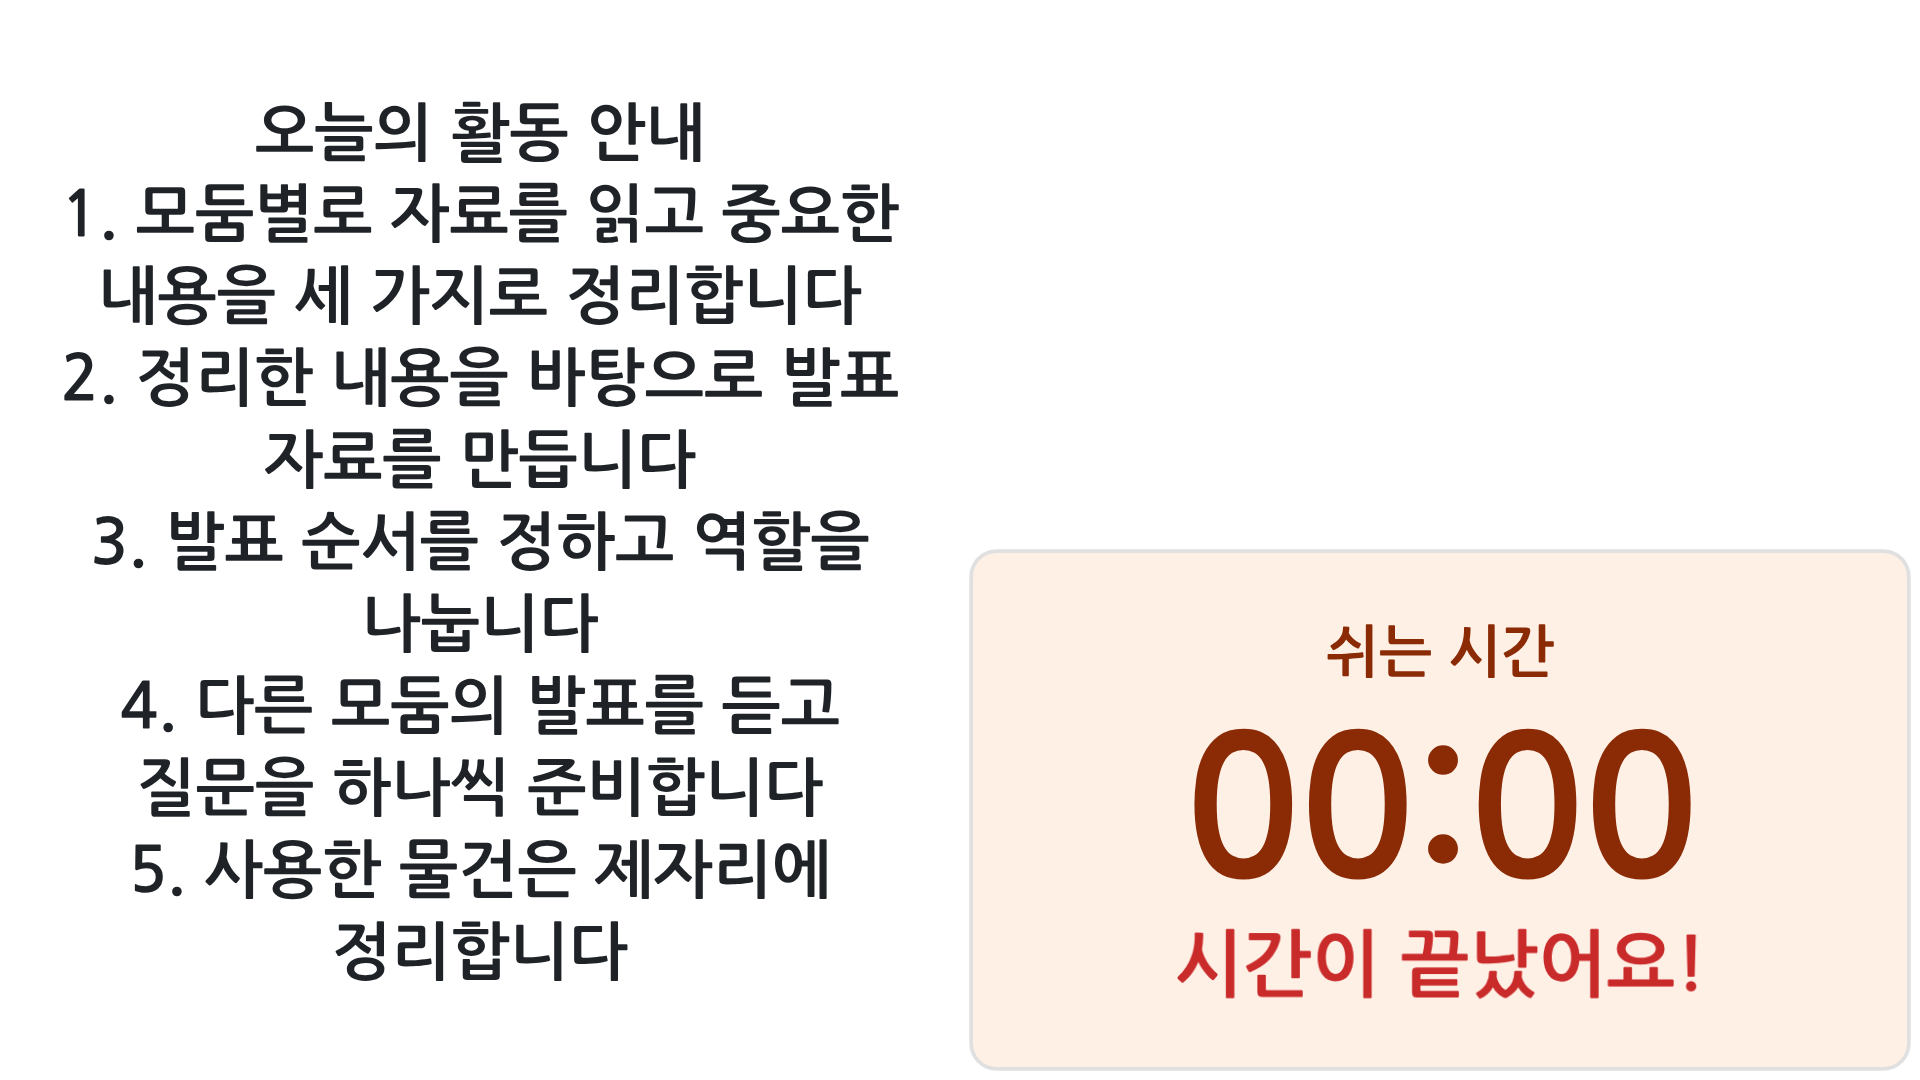 오늘의 활동 안내
1. 모둠별로 자료를 읽고 중요한
내용을 세 가지로 정리합니다
2. 정리한 내용을 바탕으로 발표
자료를 만듭니다
3. 발표 순서를 정하고 역할을
나눕니다
4. 다른 모둠의 발표를 듣고
질문을 하나씩 준비합니다
5. 사용한 물건은 제자리에
정리합니다
쉬는 시간
00:00
시간이 끝났어요!